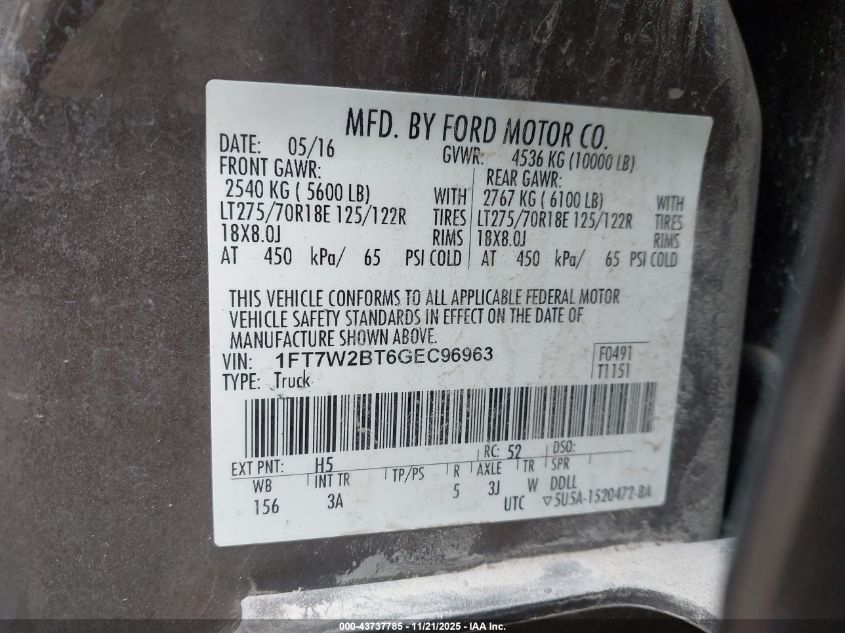 MFD. BY FORD MOTOR CO.
DATE: 05/16 GVWR: 4536 KG (10000 LB)
FRONT GAWR: REAR GAWR:
2540 KG ( 5600 LB) WITH 2767 KG ( 6100 LB) WITH
LT275/70R18E 125/122R TIRES LT275/70R18E 125/122R TIRES
18X8.0J RIMS 18X8.0J RIMS
AT 450 kPa/ 65 PSI COLD AT 450 kPa/ 65 PSI COLD
THIS VEHICLE CONFORMS TO ALL APPLICABLE FEDERAL MOTOR
VEHICLE SAFETY STANDARDS IN EFFECT ON THE DATE OF
MANUFACTURE SHOWN ABOVE.
VIN: 1FT7W2BT6GEC96963 F0491
TYPE: Truck T1151
EXT PNT: H5 RC: 52 DSO:
WB INT TR TP/PS R AXLE TR SPR
156 3A 5 3J W DDLL
UTC ▽5U5A-1520472-BA
000-43737785 - 11/21/2025 - IAA Inc.